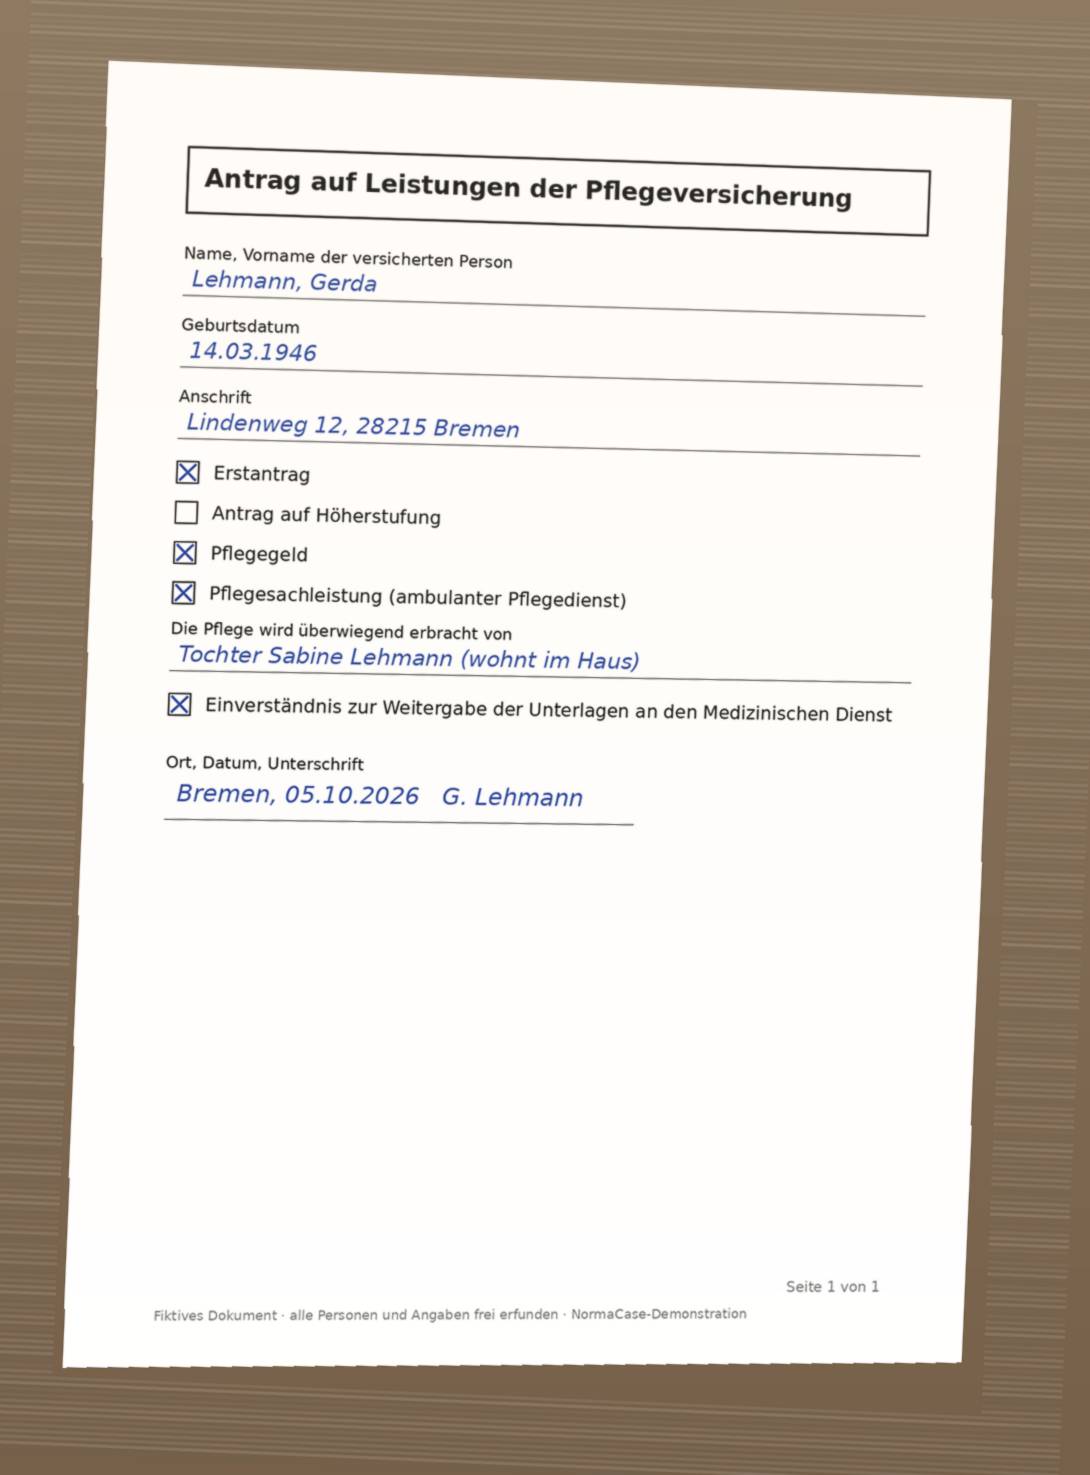 Antrag auf Leistungen der Pflegeversicherung
Name, Vorname der versicherten Person
Lehmann, Gerda
Geburtsdatum
14.03.1946
Anschrift
Lindenweg 12, 28215 Bremen
Erstantrag
Antrag auf Höherstufung
Pflegegeld
Pflegesachleistung (ambulanter Pflegedienst)
Die Pflege wird überwiegend erbracht von
Tochter Sabine Lehmann (wohnt im Haus)
Einverständnis zur Weitergabe der Unterlagen an den Medizinischen Dienst
Ort, Datum, Unterschrift
Bremen, 05.10.2026 G. Lehmann
Seite 1 von 1
Fiktives Dokument · alle Personen und Angaben frei erfunden · NormaCase-Demonstration